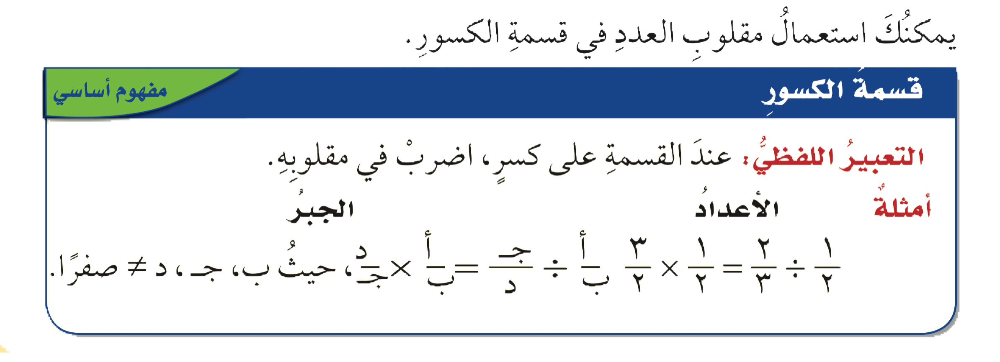 يمكنُكَ استعمالُ مقلوبِ العددِ في قسمةِ الكسورِ.
قسمةُ الكسورِ
مفهوم أساسي
التعبيرُ اللفظيُّ: عندَ القسمةِ على كسرٍ، اضربْ في مقلوبِهِ.
أمثلةٌ الأعدادُ الجبرُ
١/٢ ÷ ٢/٣ = ١/٢ × ٣/٢ أ/ب ÷ جـ/د = أ/ب × د/جـ، حيثُ ب، جـ، د ≠ صفرًا.